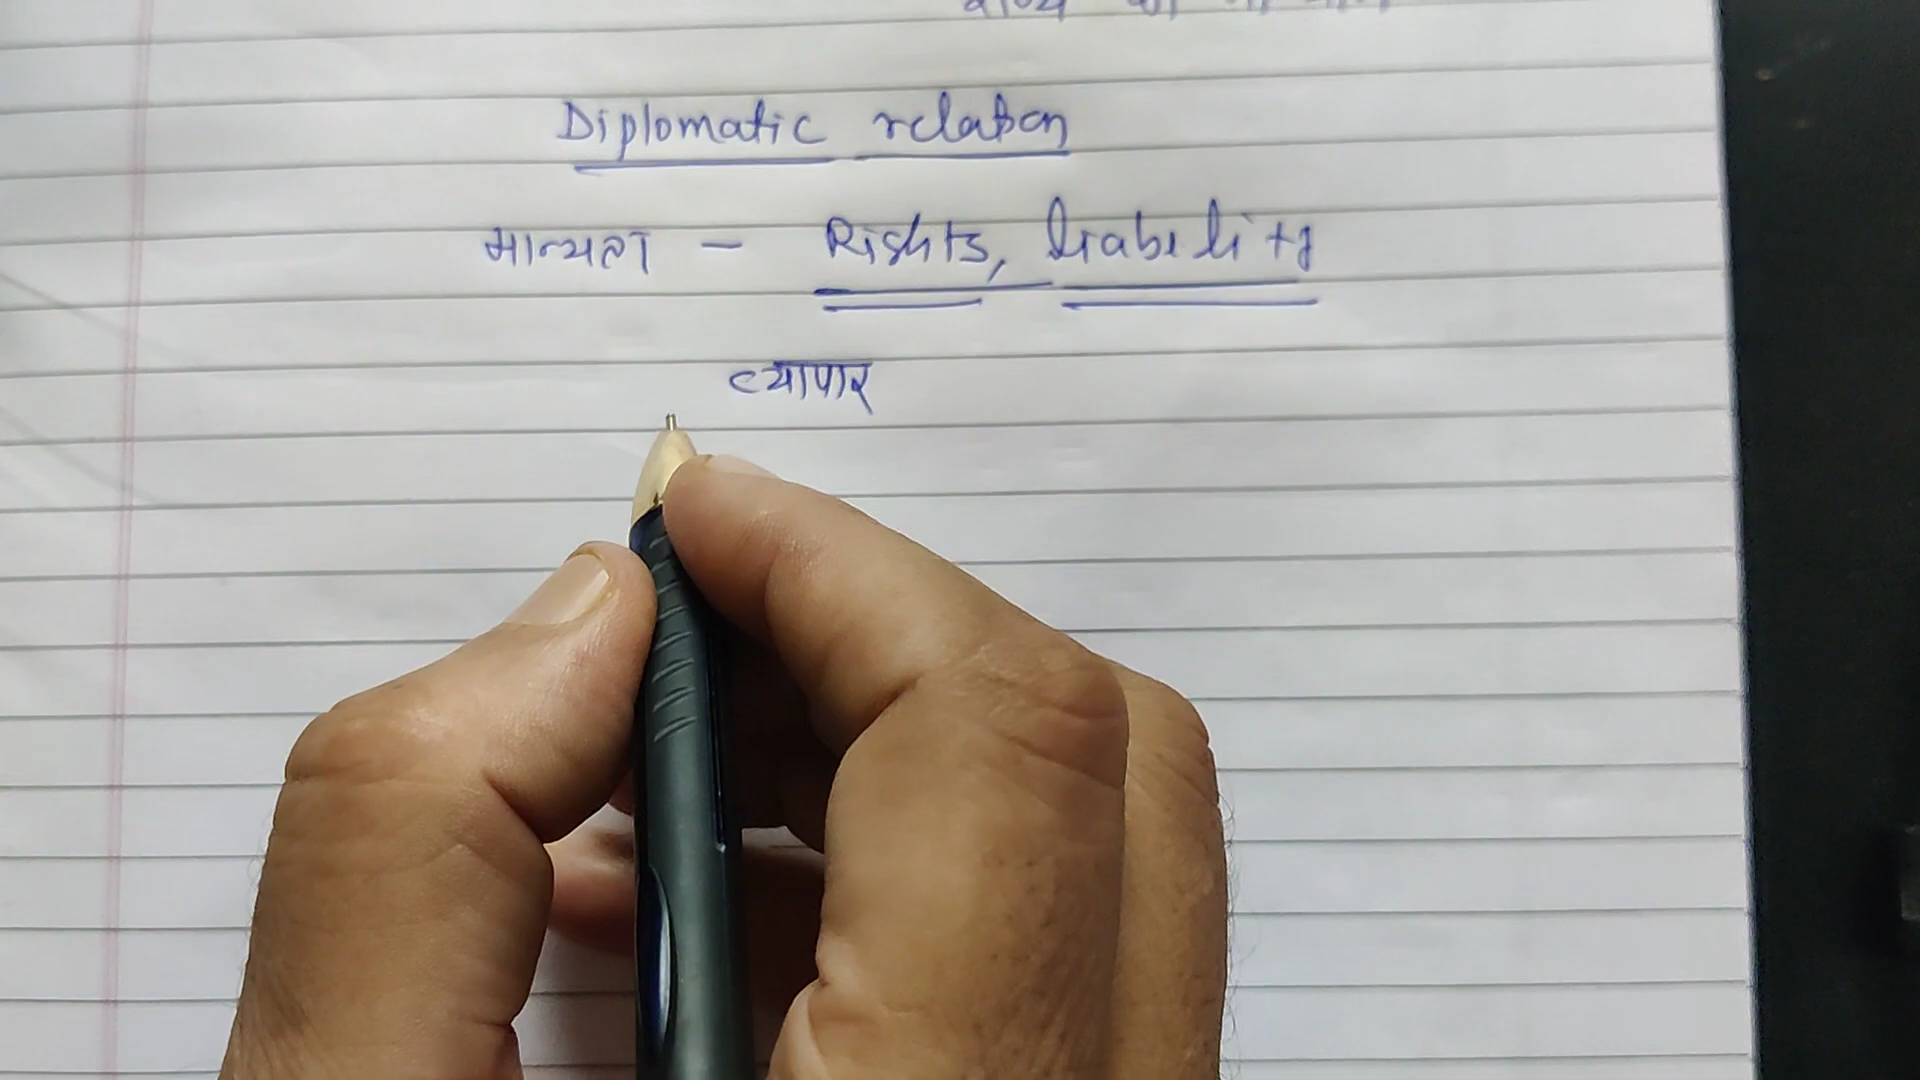 Diplomatic relation
मान्यता - Rights, liability
व्यापार